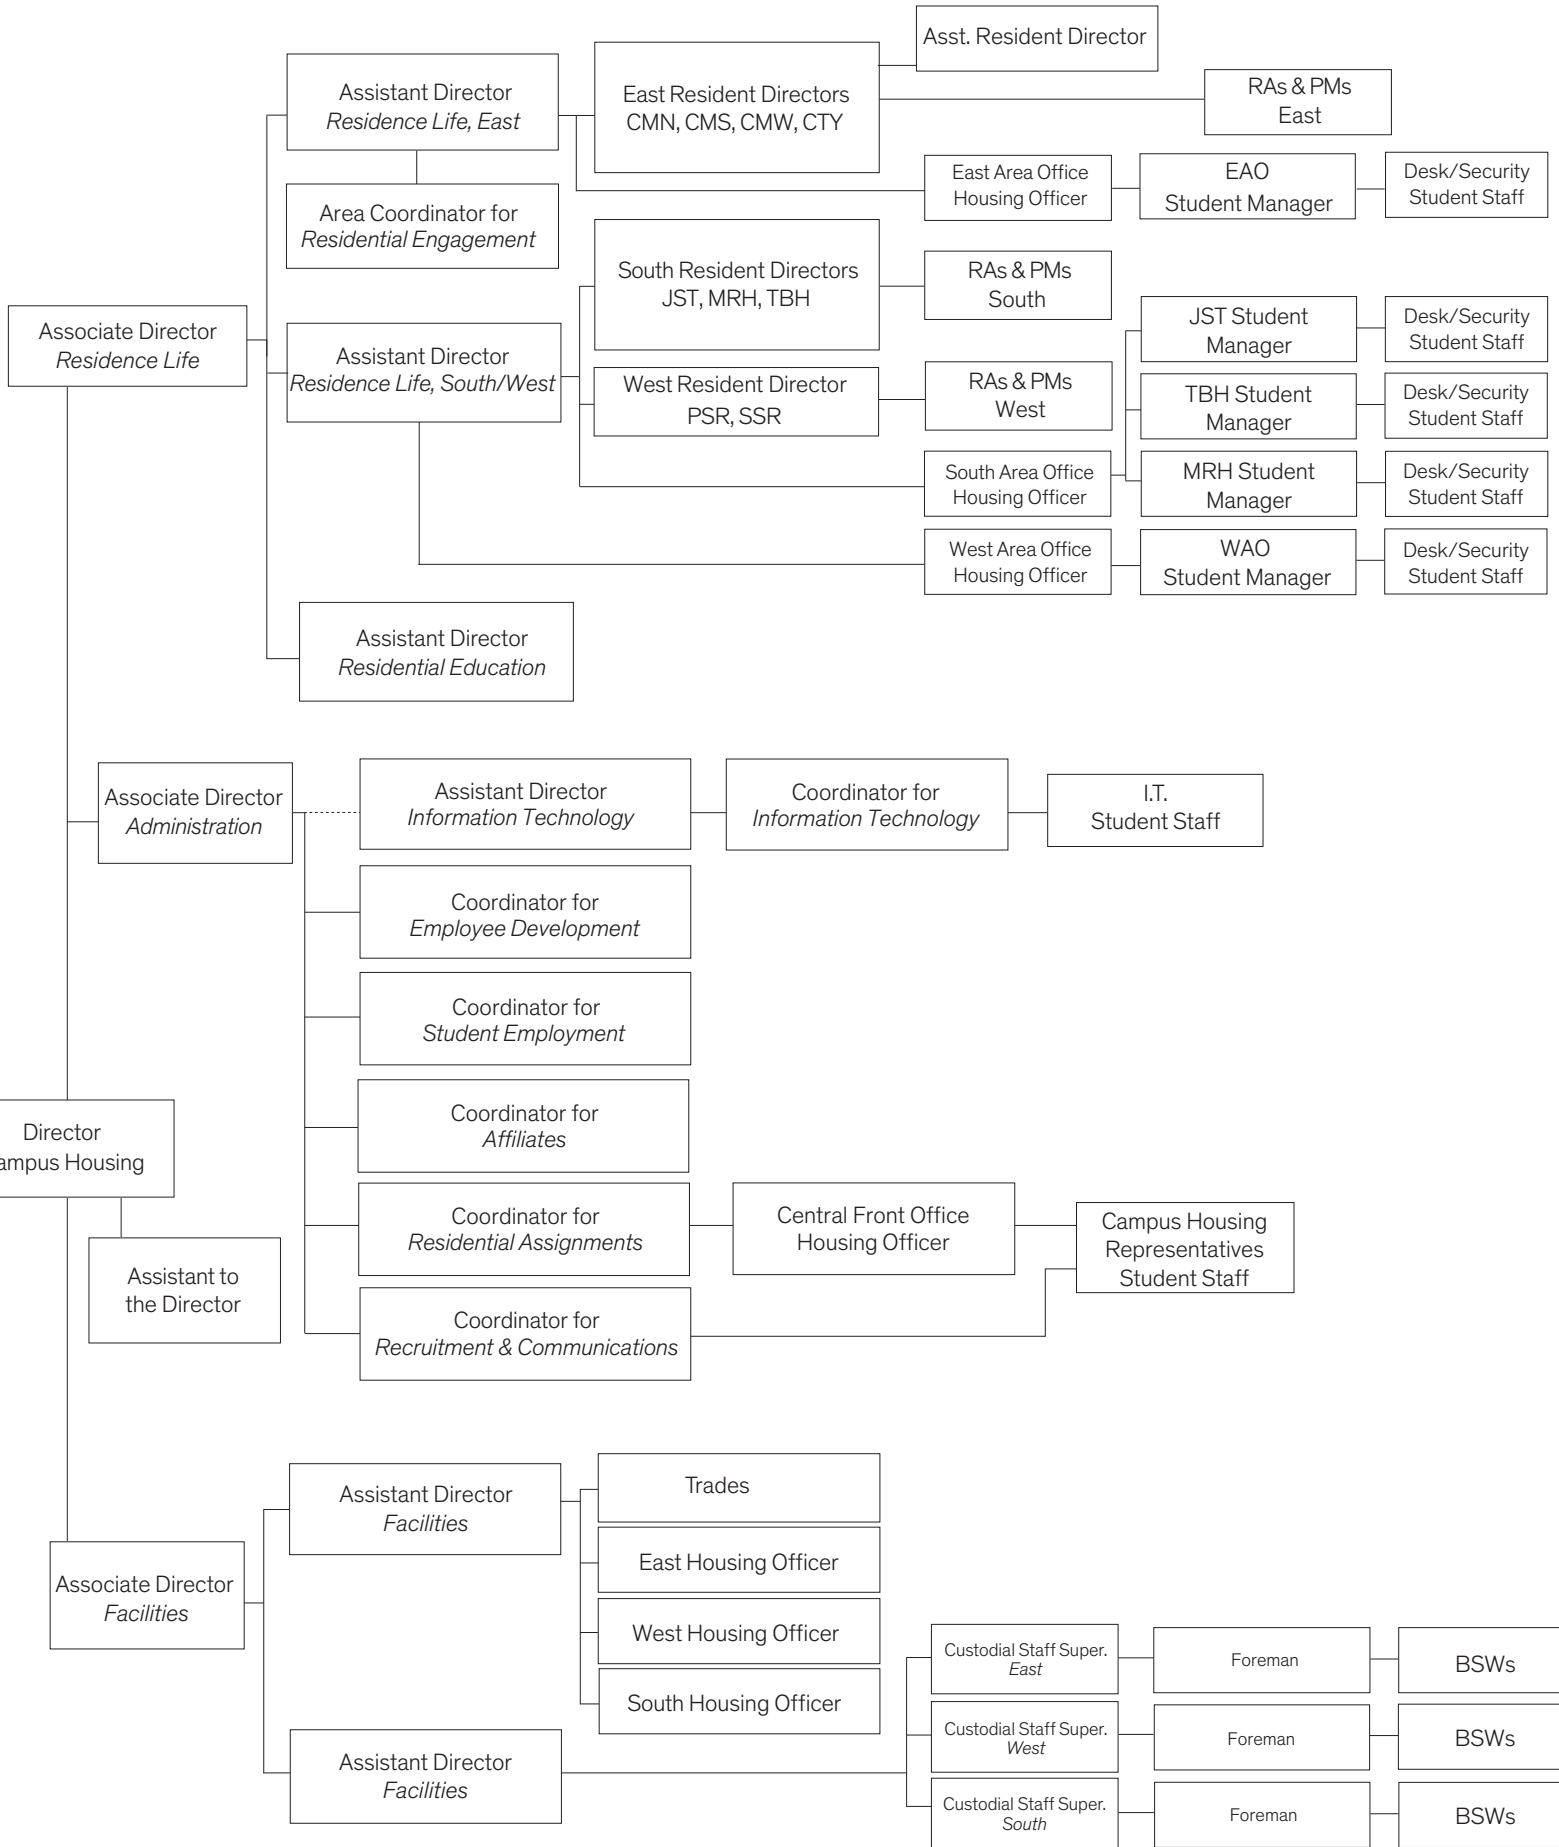 Asst. Resident Director
Assistant Director
Residence Life, East
East Resident Directors
CMN, CMS, CMW, CTY
RAs & PMs
East
Area Coordinator for
Residential Engagement
East Area Office
Housing Officer
EAO
Student Manager
Desk/Security
Student Staff
Associate Director
Residence Life
Assistant Director
Residence Life, South/West
South Resident Directors
JST, MRH, TBH
RAs & PMs
South
West Resident Director
PSR, SSR
RAs & PMs
West
South Area Office
Housing Officer
JST Student
Manager
Desk/Security
Student Staff
TBH Student
Manager
Desk/Security
Student Staff
MRH Student
Manager
Desk/Security
Student Staff
West Area Office
Housing Officer
WAO
Student Manager
Desk/Security
Student Staff
Assistant Director
Residential Education
Associate Director
Administration
Assistant Director
Information Technology
Coordinator for
Information Technology
I.T.
Student Staff
Coordinator for
Employee Development
Coordinator for
Student Employment
Coordinator for
Affiliates
Director
ampus Housing
Coordinator for
Residential Assignments
Central Front Office
Housing Officer
Campus Housing
Representatives
Student Staff
Assistant to
the Director
Coordinator for
Recruitment & Communications
Associate Director
Facilities
Assistant Director
Facilities
Trades
East Housing Officer
West Housing Officer
South Housing Officer
Assistant Director
Facilities
Custodial Staff Super.
East
Foreman
BSWs
Custodial Staff Super.
West
Foreman
BSWs
Custodial Staff Super.
South
Foreman
BSWs